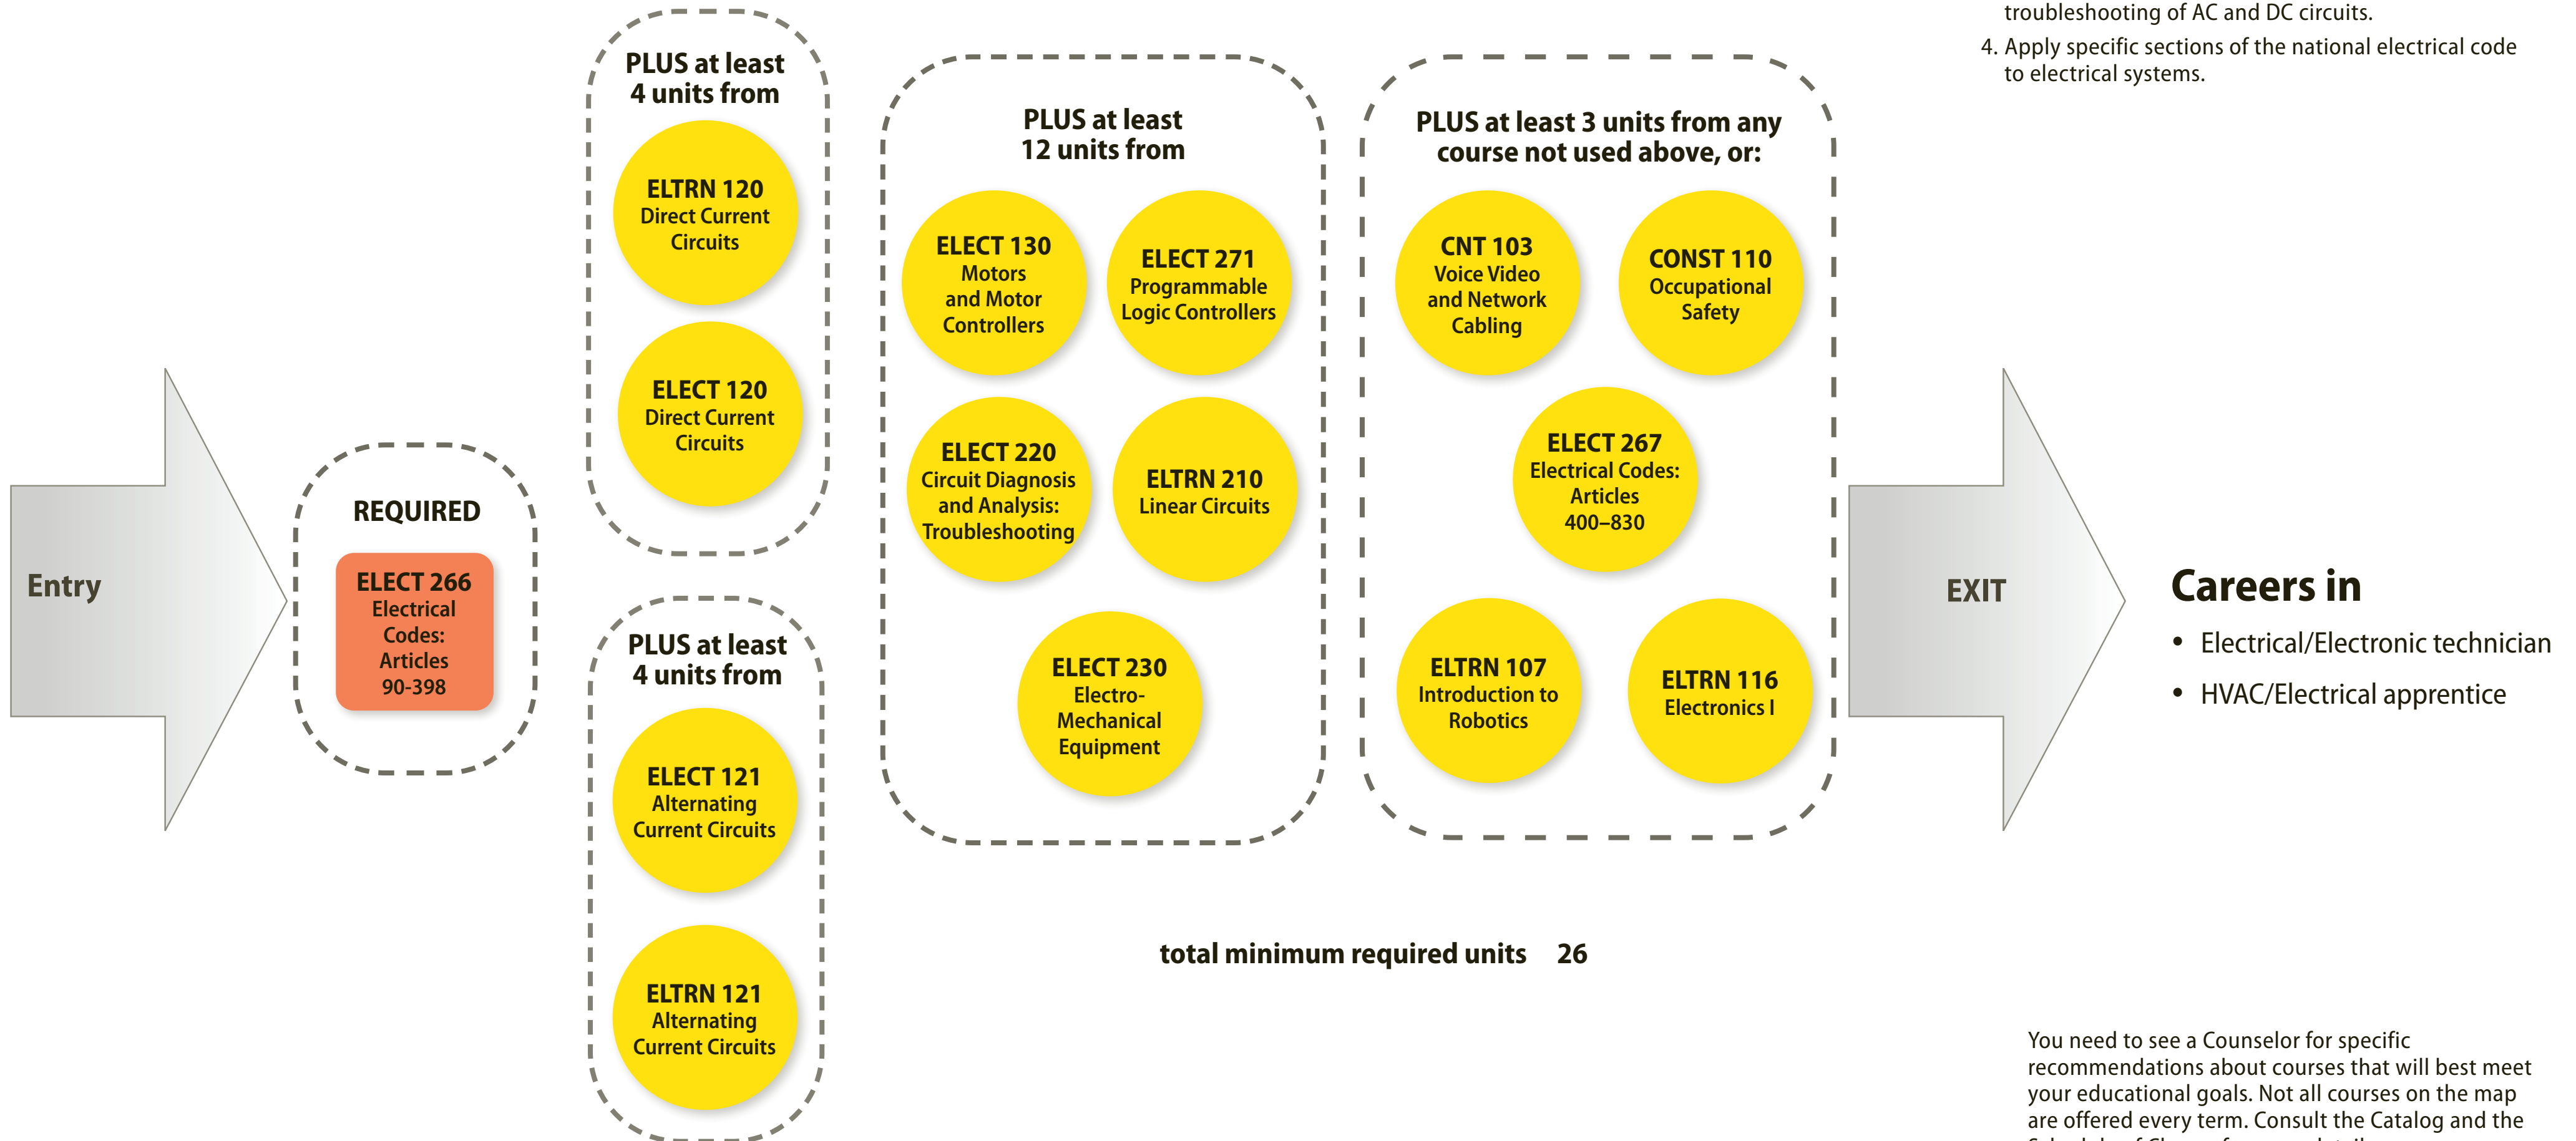 troubleshooting of AC and DC circuits.
4. Apply specific sections of the national electrical code
to electrical systems.
Entry
REQUIRED
ELECT 266
Electrical
Codes:
Articles
90-398
PLUS at least
4 units from
ELTRN 120
Direct Current
Circuits
ELECT 120
Direct Current
Circuits
PLUS at least
4 units from
ELECT 121
Alternating
Current Circuits
ELTRN 121
Alternating
Current Circuits
PLUS at least
12 units from
ELECT 130
Motors
and Motor
Controllers
ELECT 271
Programmable
Logic Controllers
ELECT 220
Circuit Diagnosis
and Analysis:
Troubleshooting
ELTRN 210
Linear Circuits
ELECT 230
Electro-
Mechanical
Equipment
PLUS at least 3 units from any
course not used above, or:
CNT 103
Voice Video
and Network
Cabling
CONST 110
Occupational
Safety
ELECT 267
Electrical Codes:
Articles
400–830
ELTRN 107
Introduction to
Robotics
ELTRN 116
Electronics I
total minimum required units 26
EXIT
Careers in
• Electrical/Electronic technician
• HVAC/Electrical apprentice
You need to see a Counselor for specific
recommendations about courses that will best meet
your educational goals. Not all courses on the map
are offered every term. Consult the Catalog and the